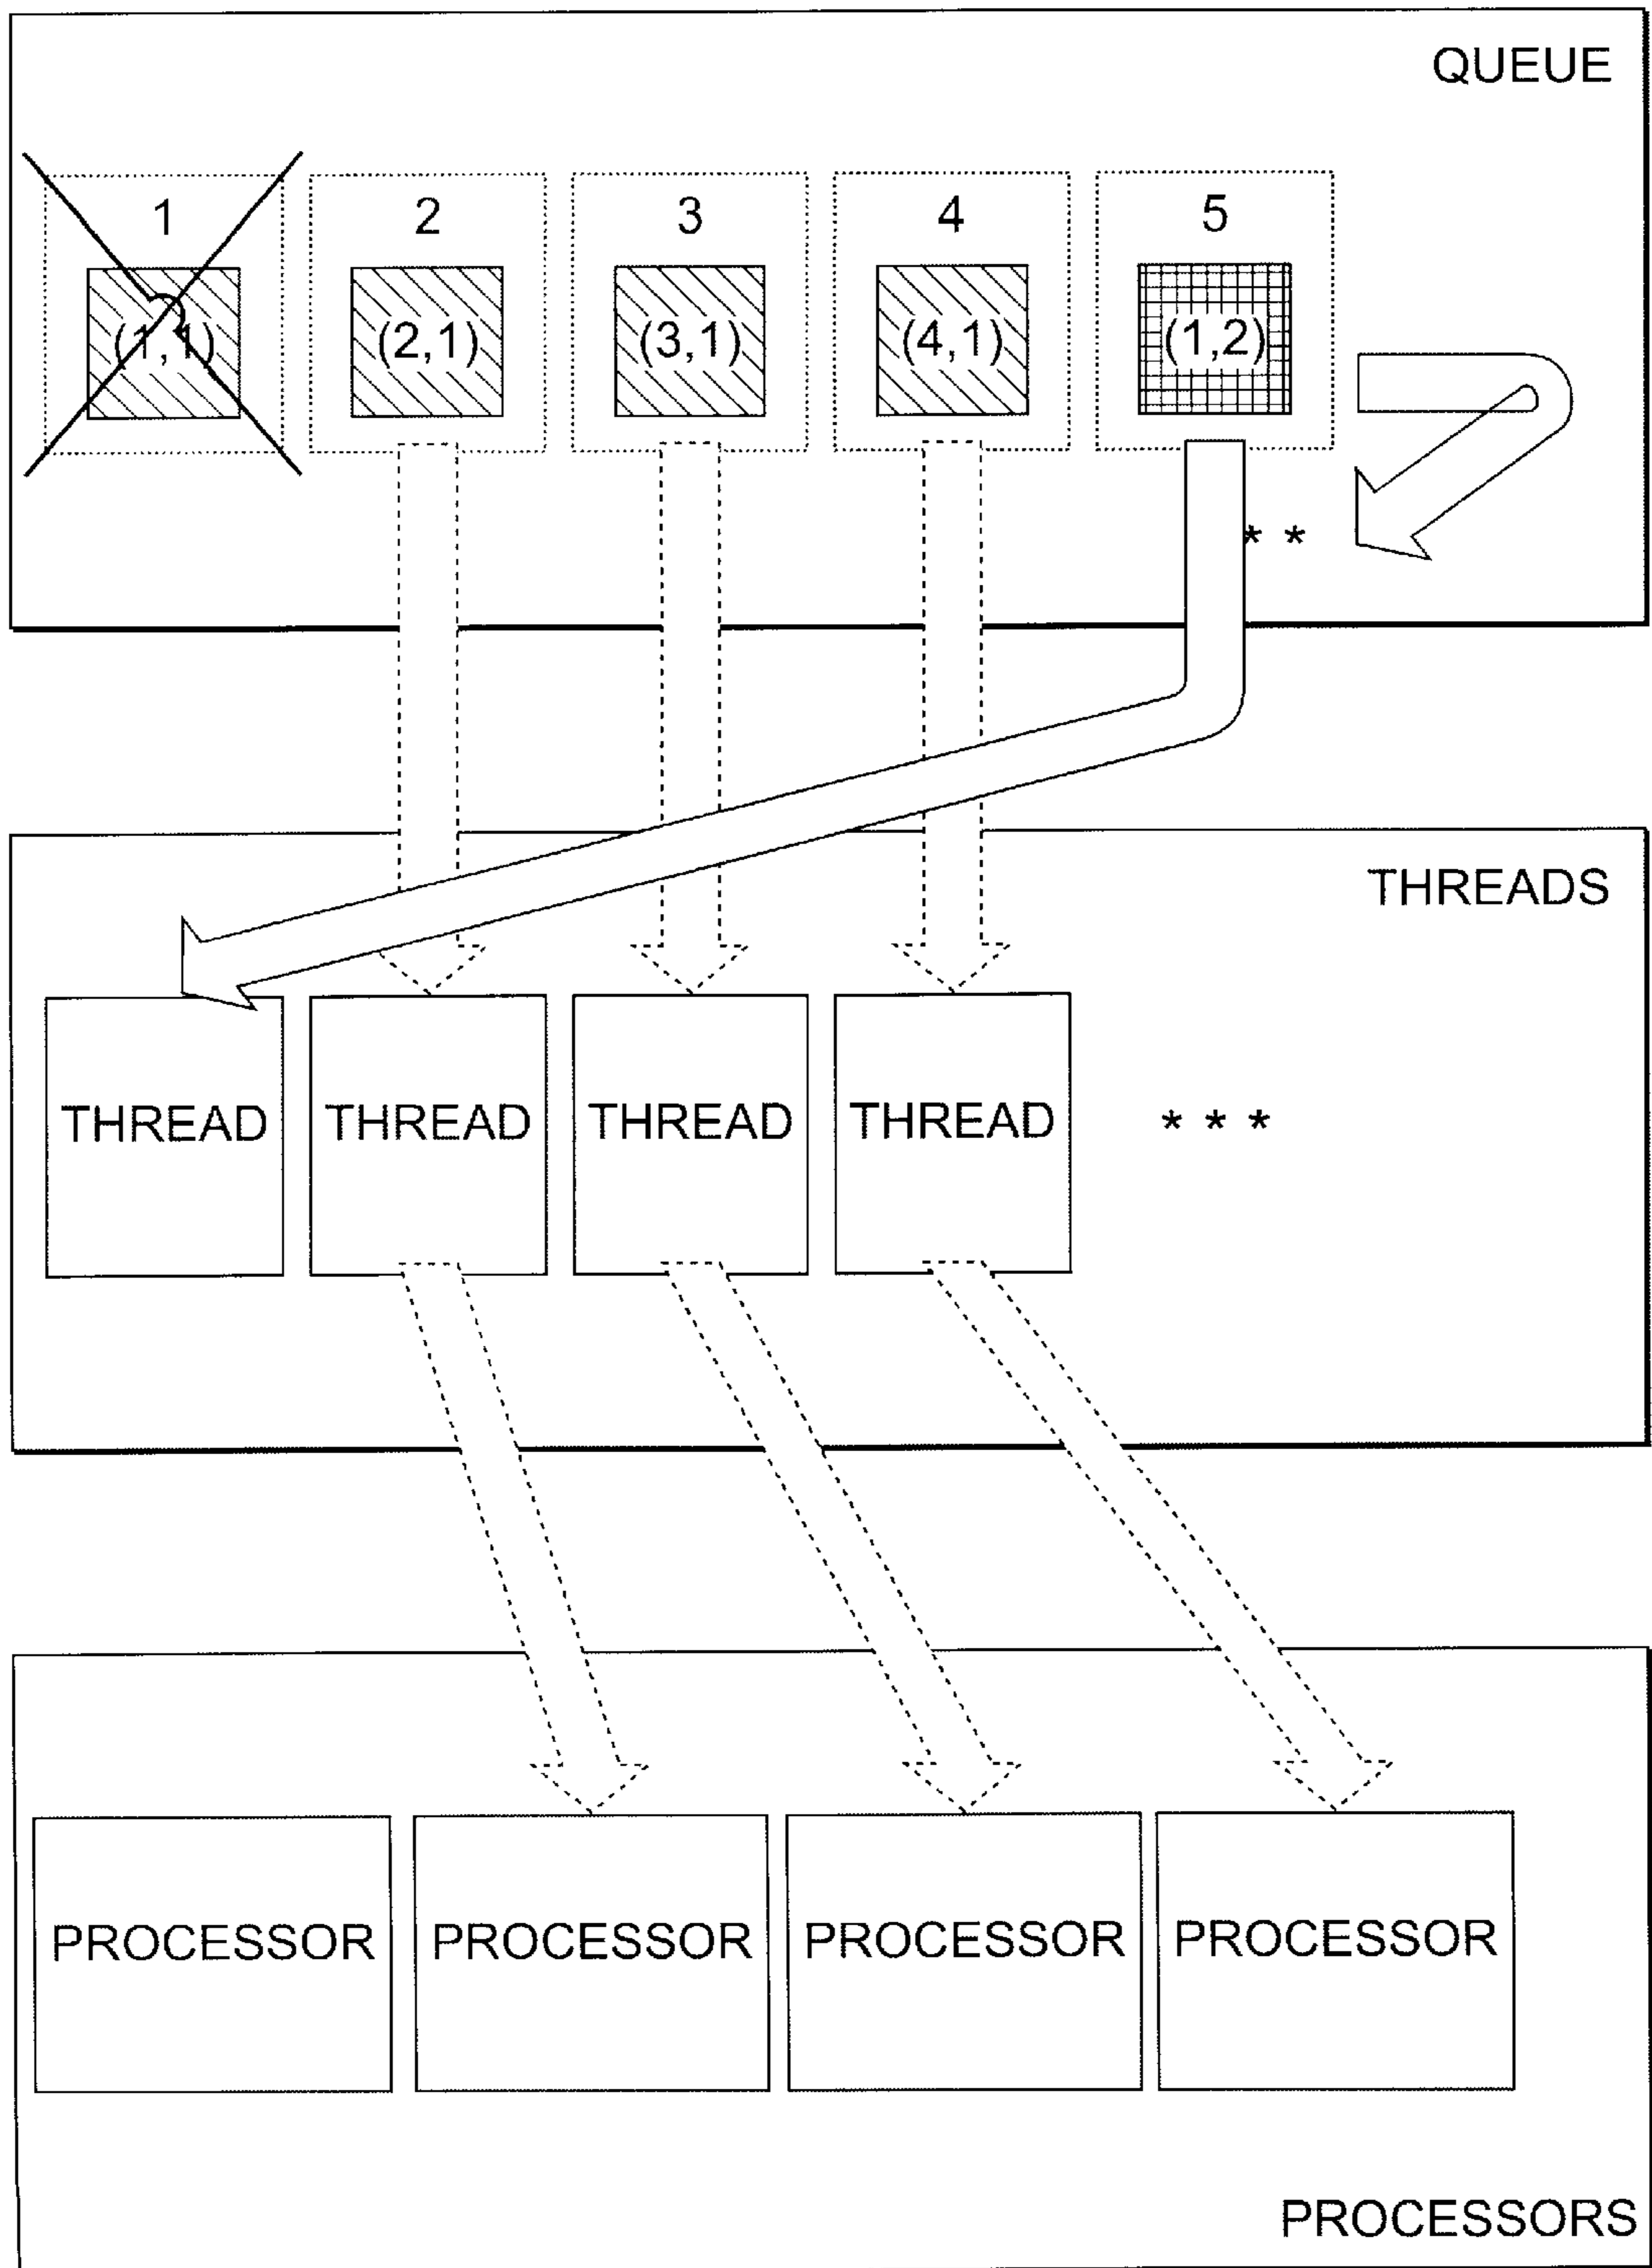 QUEUE
1 2 3 4 5
(1,1) (2,1) (3,1) (4,1) (1,2)
* *
THREADS
THREAD THREAD THREAD THREAD * * *
PROCESSOR PROCESSOR PROCESSOR PROCESSOR
PROCESSORS